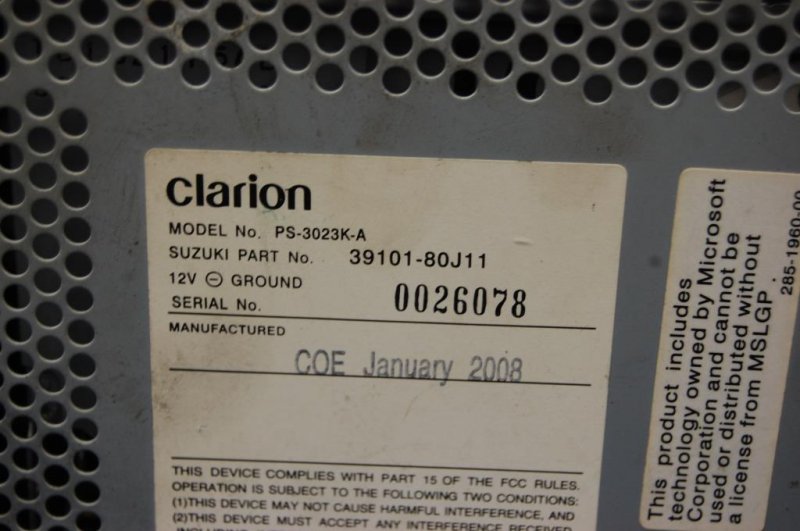 clarion
MODEL No. PS-3023K-A
SUZUKI PART No. 39101-80J11
12V ⊖ GROUND
SERIAL No. 0026078
MANUFACTURED
COE January 2008
THIS DEVICE COMPLIES WITH PART 15 OF THE FCC RULES.
OPERATION IS SUBJECT TO THE FOLLOWING TWO CONDITIONS:
(1)THIS DEVICE MAY NOT CAUSE HARMFUL INTERFERENCE, AND
(2)THIS DEVICE MUST ACCEPT ANY INTERFERENCE RECEIVED,
This product includes
technology owned by Microsoft
Corporation and cannot be
used or distributed without
a license from MSLGP.
285-1960-00